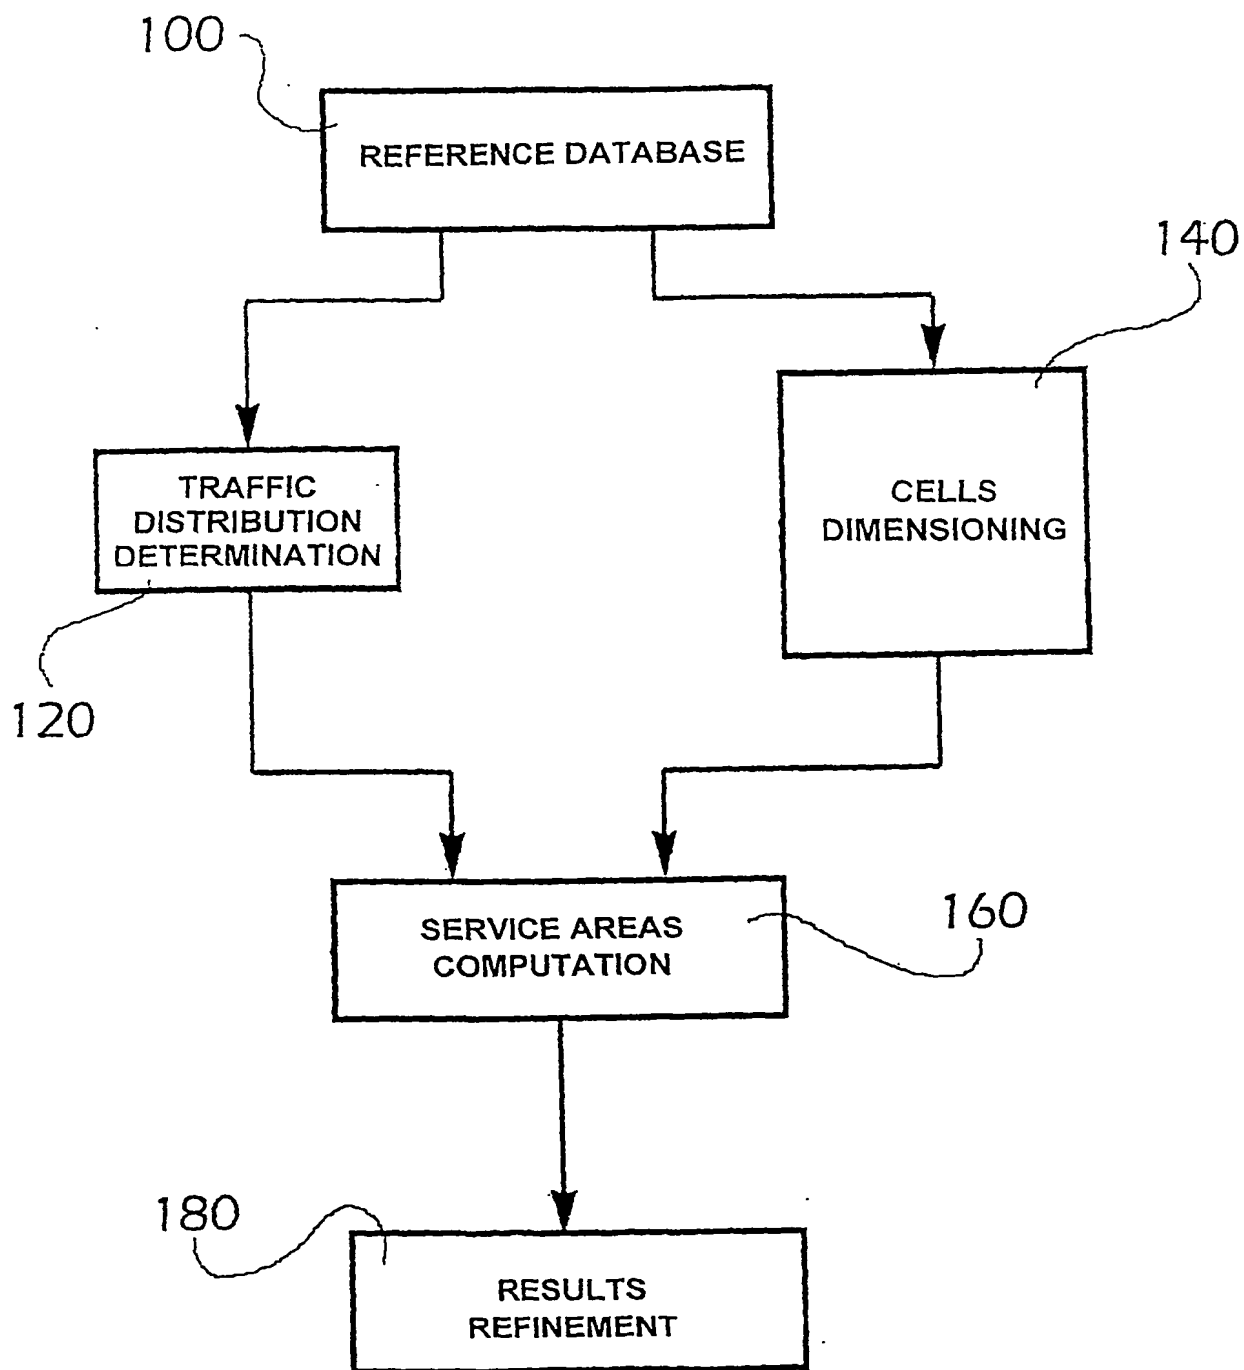 100
REFERENCE DATABASE
140
TRAFFIC
DISTRIBUTION
DETERMINATION
CELLS
DIMENSIONING
120
SERVICE AREAS
COMPUTATION
160
180
RESULTS
REFINEMENT